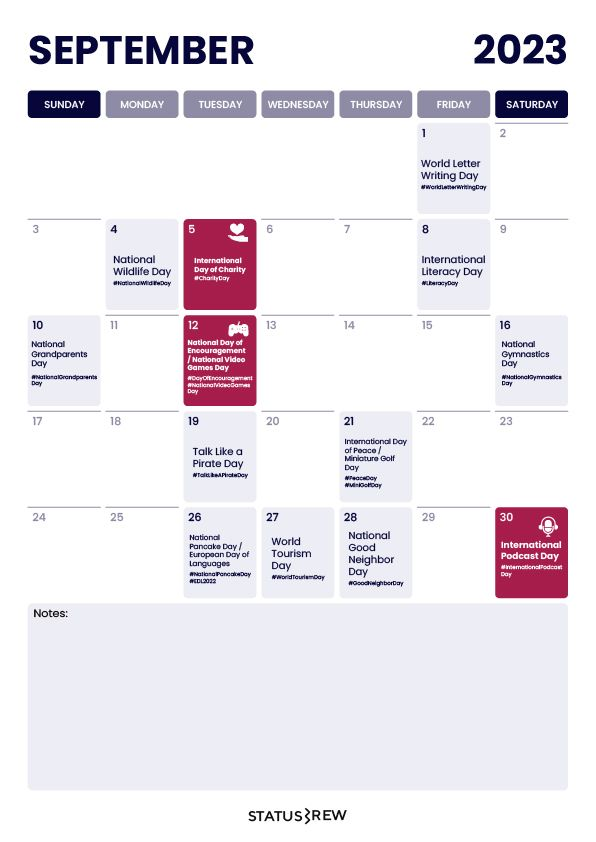 SEPTEMBER 2023
SUNDAY MONDAY TUESDAY WEDNESDAY THURSDAY FRIDAY SATURDAY
1
World Letter
Writing Day
#WorldLetterWritingDay
2
3
4
National
Wildlife Day
#NationalWildlifeDay
5
International
Day of Charity
#CharityDay
6
7
8
International
Literacy Day
#LiteracyDay
9
10
National
Grandparents
Day
#NationalGrandparents
Day
11
12
National Day of
Encouragement
/ National Video
Games Day
#DayOfEncouragement
#NationalVideoGames
Day
13
14
15
16
National
Gymnastics
Day
#NationalGymnastics
Day
17
18
19
Talk Like a
Pirate Day
#TalkLikeAPirateDay
20
21
International Day
of Peace /
Miniature Golf
Day
#PeaceDay
#MiniGolfDay
22
23
24
25
26
National
Pancake Day /
European Day of
Languages
#NationalPancakeDay
#EDL2022
27
World
Tourism
Day
#WorldTourismDay
28
National
Good
Neighbor
Day
#GoodNeighborDay
29
30
International
Podcast Day
#InternationalPodcast
Day
Notes:
STATUSBREW